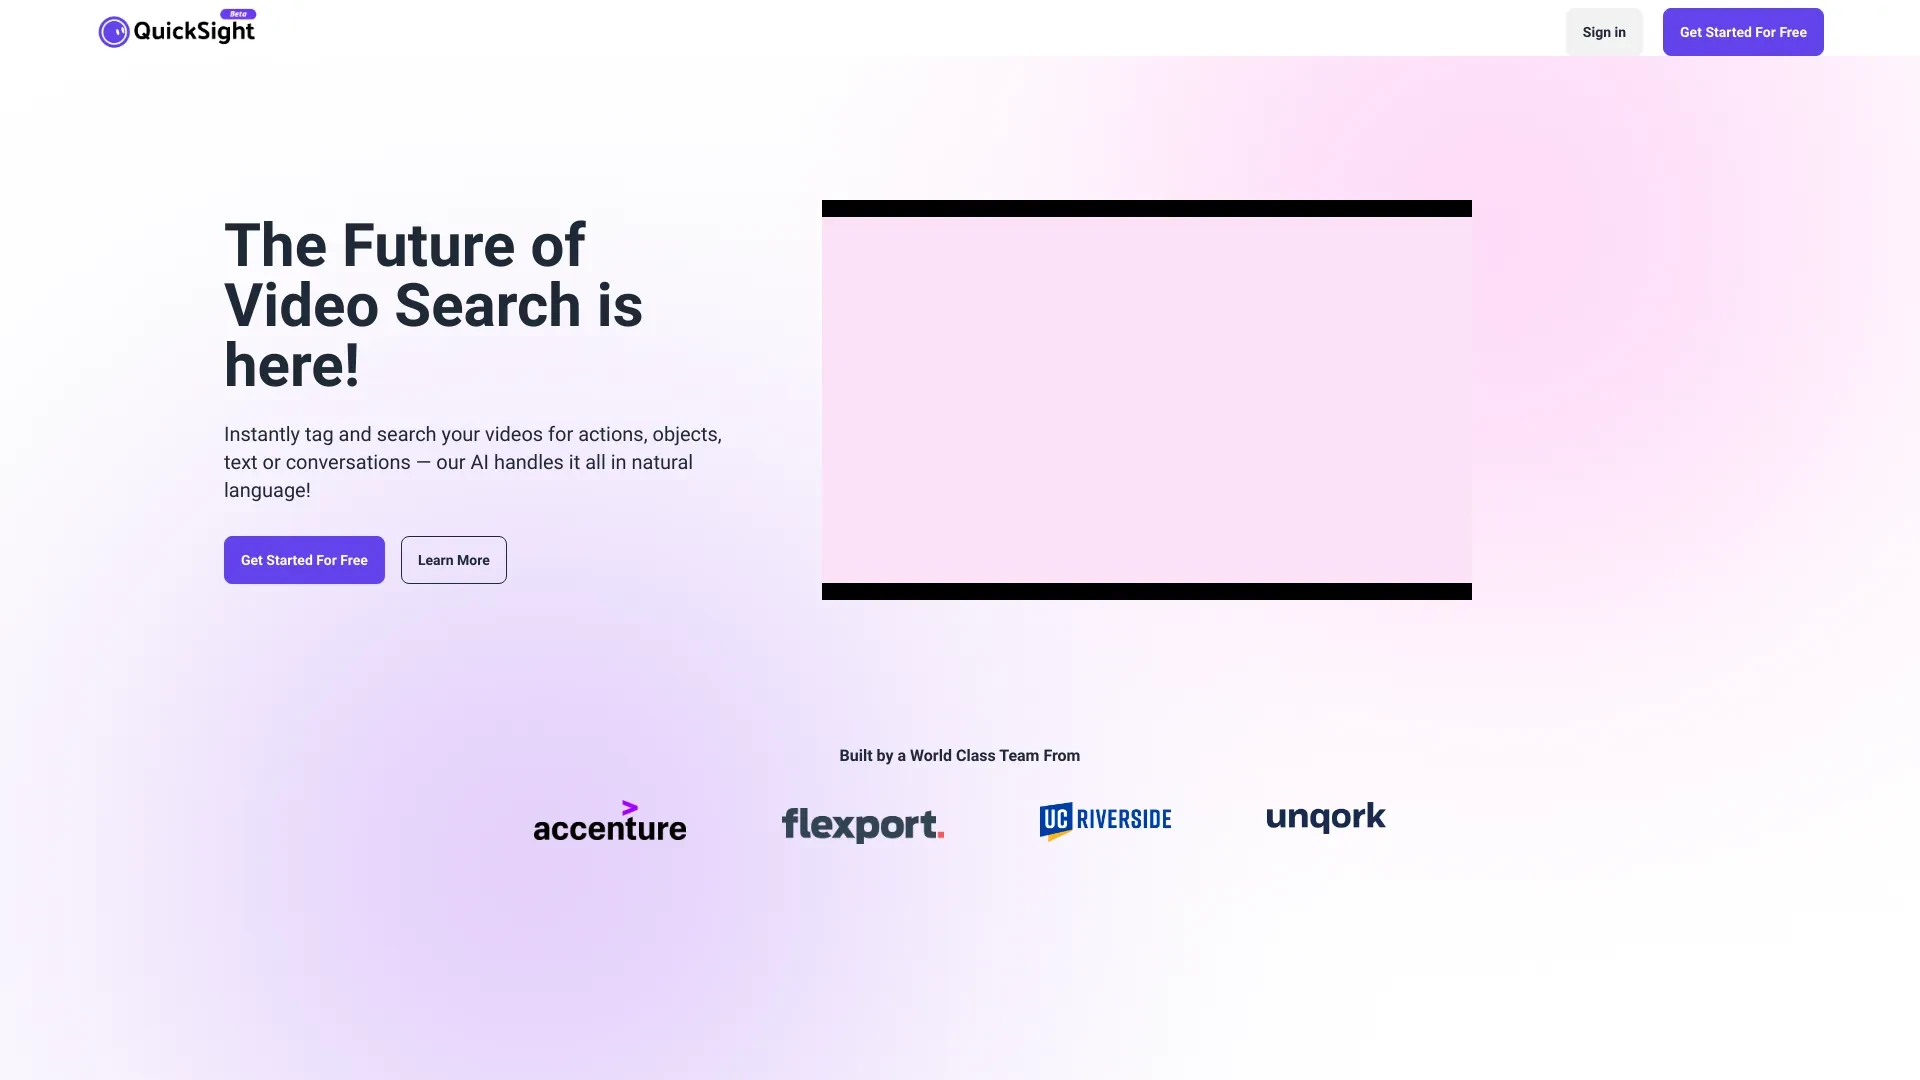 Beta
QuickSight
Sign in
Get Started For Free
The Future of
Video Search is
here!
Instantly tag and search your videos for actions, objects,
text or conversations — our AI handles it all in natural
language!
Get Started For Free
Learn More
Built by a World Class Team From
accenture
flexport.
UC RIVERSIDE
unqork